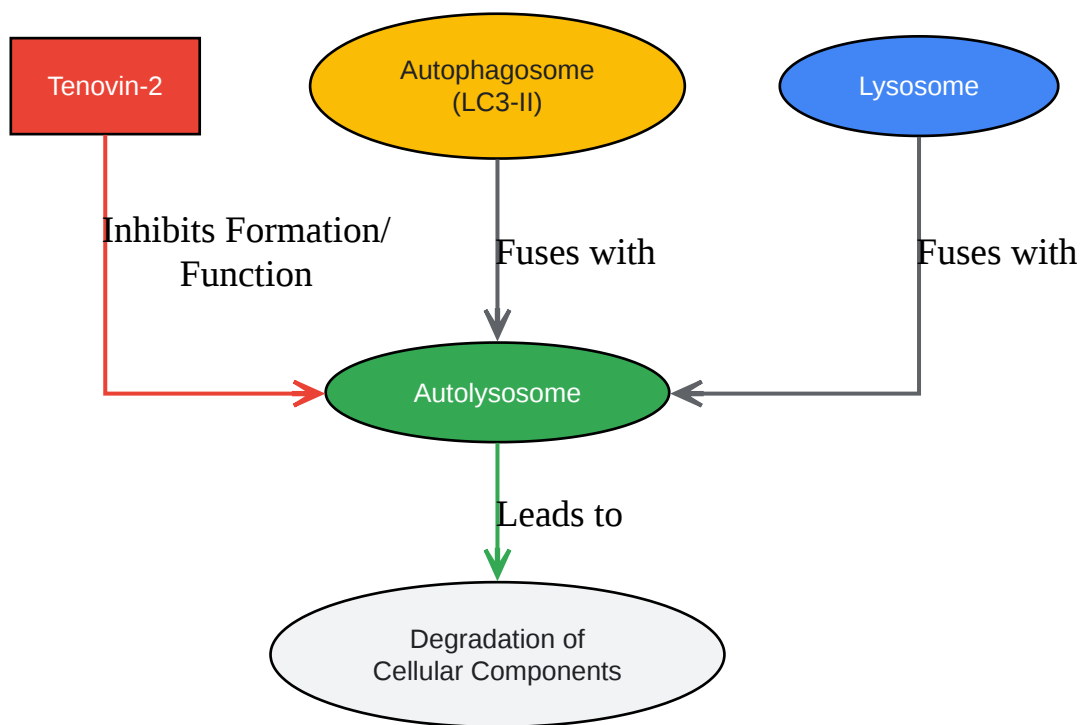 Tenovin-2
Autophagosome
(LC3-II)
Lysosome
Inhibits Formation/
Function
Fuses with
Fuses with
Autolysosome
Leads to
Degradation of
Cellular Components